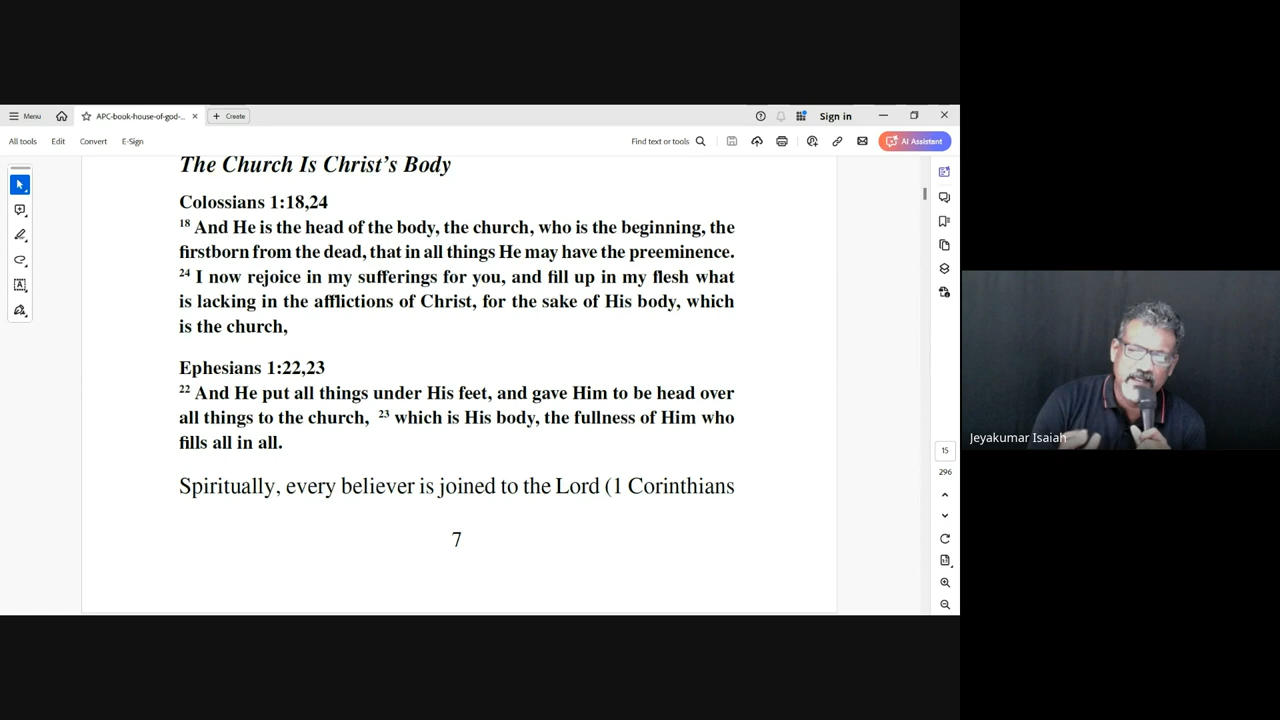 Menu
APC-book-house-of-god-...
Create
Sign in
All tools
Edit
Convert
E-Sign
Find text or tools
AI Assistant
The Church Is Christ's Body
Colossians 1:18,24
18 And He is the head of the body, the church, who is the beginning, the
firstborn from the dead, that in all things He may have the preeminence.
24 I now rejoice in my sufferings for you, and fill up in my flesh what
is lacking in the afflictions of Christ, for the sake of His body, which
is the church,
Ephesians 1:22,23
22 And He put all things under His feet, and gave Him to be head over
all things to the church, 23 which is His body, the fullness of Him who
fills all in all.
Spiritually, every believer is joined to the Lord (1 Corinthians
7
15
296
Jeyakumar Isaiah